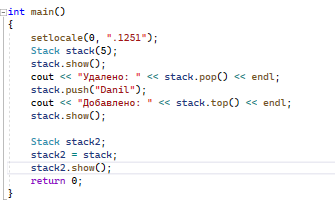 int main()
{
setlocale(0, ".1251");
Stack stack(5);
stack.show();
cout << "Удалено: " << stack.pop() << endl;
stack.push("Danil");
cout << "Добавлено: " << stack.top() << endl;
stack.show();
Stack stack2;
stack2 = stack;
stack2.show();
return 0;
}